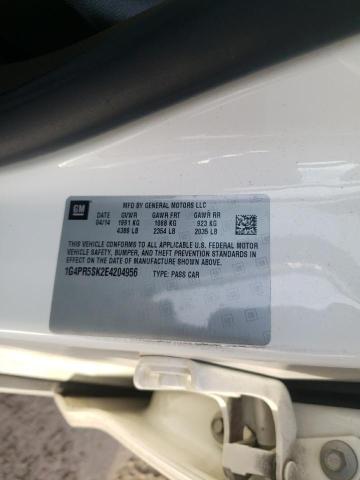 GM
MFD BY GENERAL MOTORS LLC
DATE GVWR GAWR FRT GAWR RR
04/14 1991 KG 1068 KG 923 KG
4389 LB 2354 LB 2035 LB
THIS VEHICLE CONFORMS TO ALL APPLICABLE U.S. FEDERAL MOTOR
VEHICLE SAFETY, BUMPER, AND THEFT PREVENTION STANDARDS
IN EFFECT ON THE DATE OF MANUFACTURE SHOWN ABOVE.
1G4PR5SK2E4204956 TYPE: PASS CAR